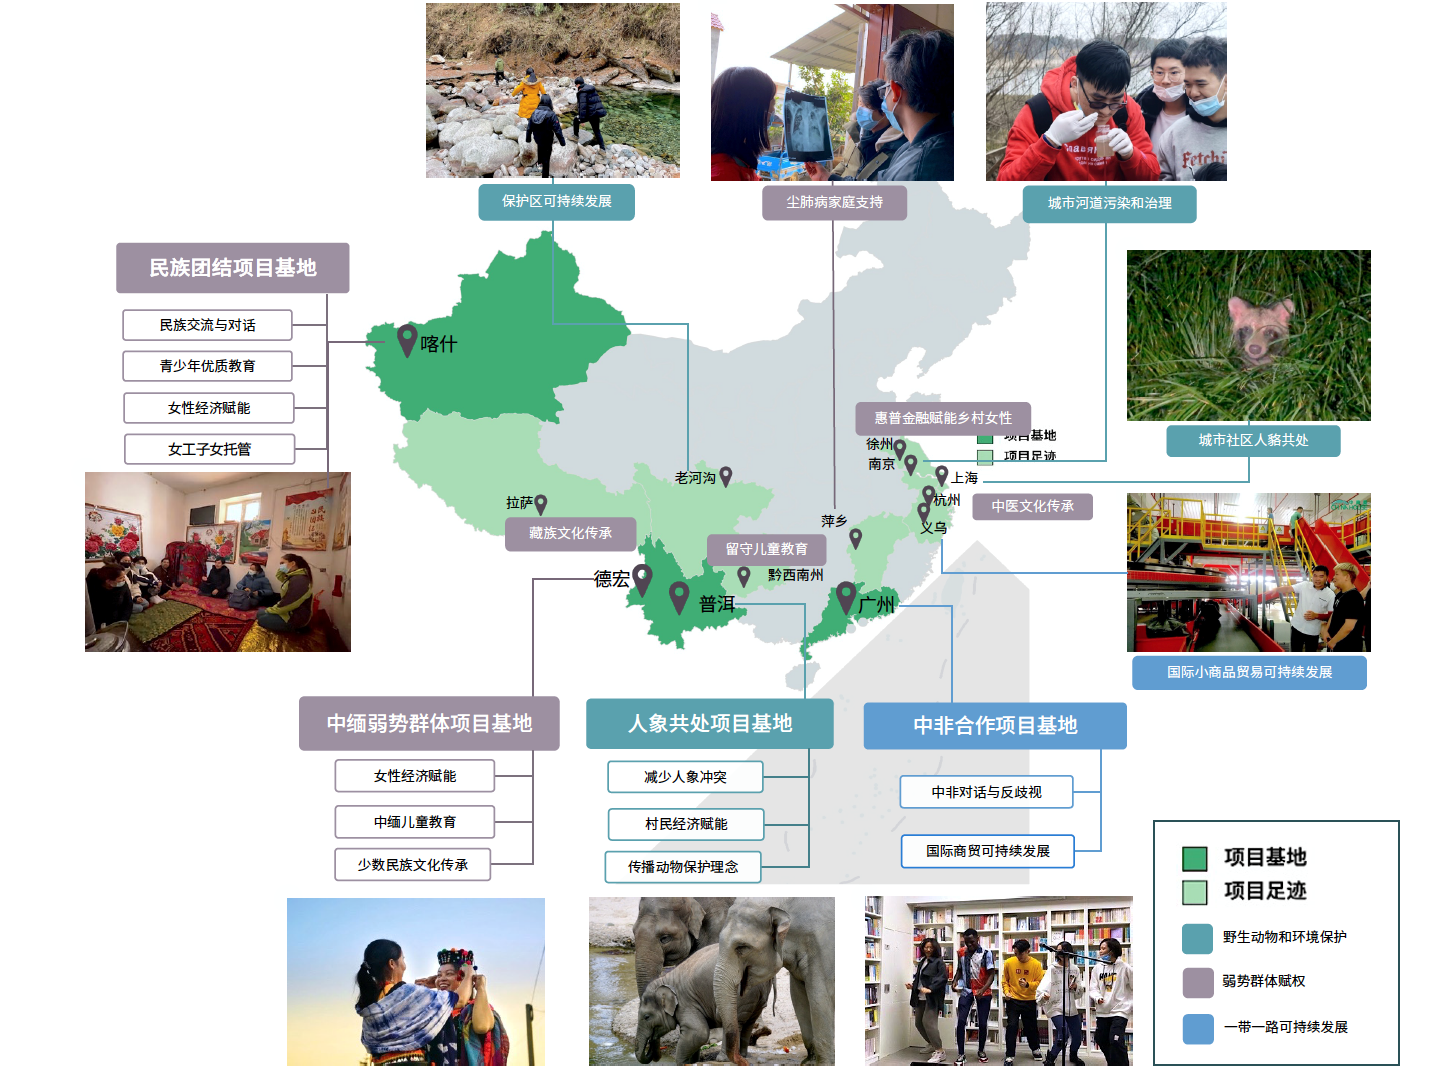 保护区可持续发展
尘肺病家庭支持
城市河道污染和治理
民族团结项目基地
民族交流与对话
青少年优质教育
女性经济赋能
女工子女托管
喀什
惠普金融赋能乡村女性
项目基地
项目足迹
徐州
南京
上海
杭州
义乌
城市社区人貉共处
中医文化传承
老河沟
拉萨
藏族文化传承
萍乡
留守儿童教育
黔西南州
德宏
普洱
广州
国际小商品贸易可持续发展
中缅弱势群体项目基地
女性经济赋能
中缅儿童教育
少数民族文化传承
人象共处项目基地
减少人象冲突
村民经济赋能
传播动物保护理念
中非合作项目基地
中非对话与反歧视
国际商贸可持续发展
项目基地
项目足迹
野生动物和环境保护
弱势群体赋权
一带一路可持续发展